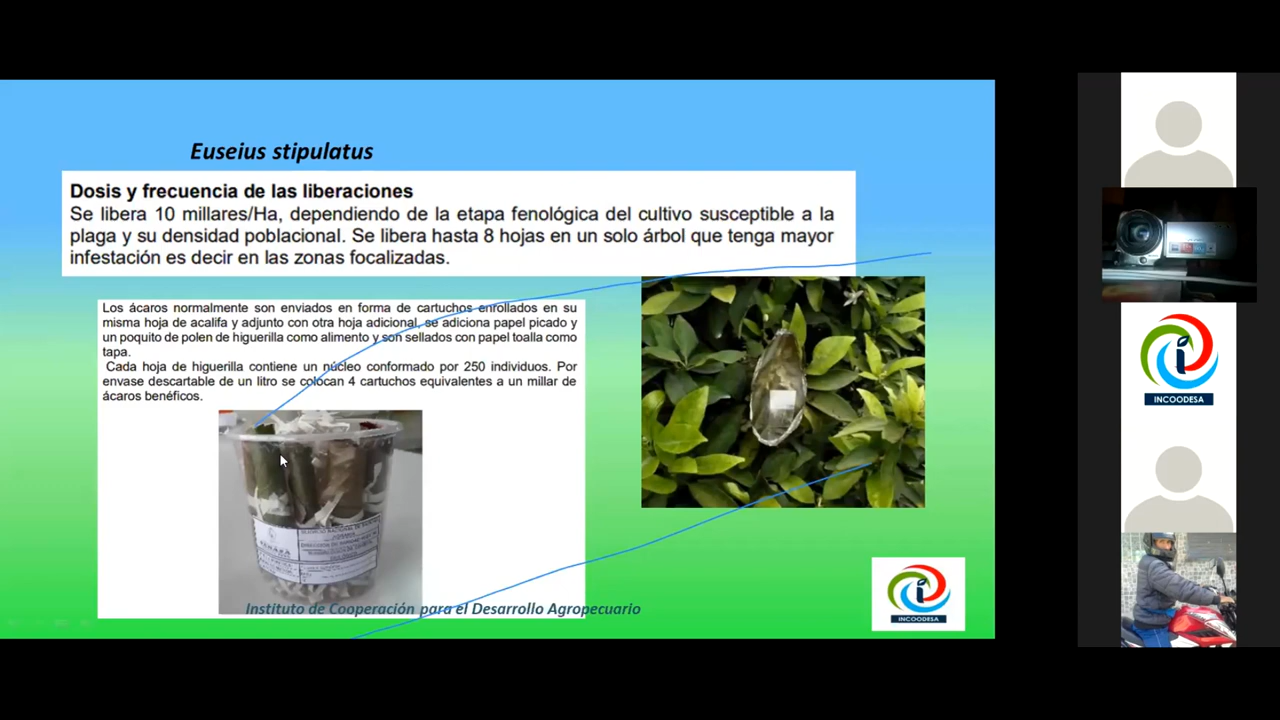 Euseius stipulatus
Dosis y frecuencia de las liberaciones
Se libera 10 millares/Ha, dependiendo de la etapa fenológica del cultivo susceptible a la
plaga y su densidad poblacional. Se libera hasta 8 hojas en un solo árbol que tenga mayor
infestación es decir en las zonas focalizadas.
Los ácaros normalmente son enviados en forma de cartuchos enrollados en su
misma hoja de acalifa y adjunto con otra hoja adicional, se adiciona papel picado y
un poquito de polen de higuerilla como alimento y son sellados con papel toalla como
tapa.
Cada hoja de higuerilla contiene un núcleo conformado por 250 individuos. Por
envase descartable de un litro se colocan 4 cartuchos equivalentes a un millar de
ácaros benéficos.
Instituto de Cooperación para el Desarrollo Agropecuario
INCOODESA
INCOODESA